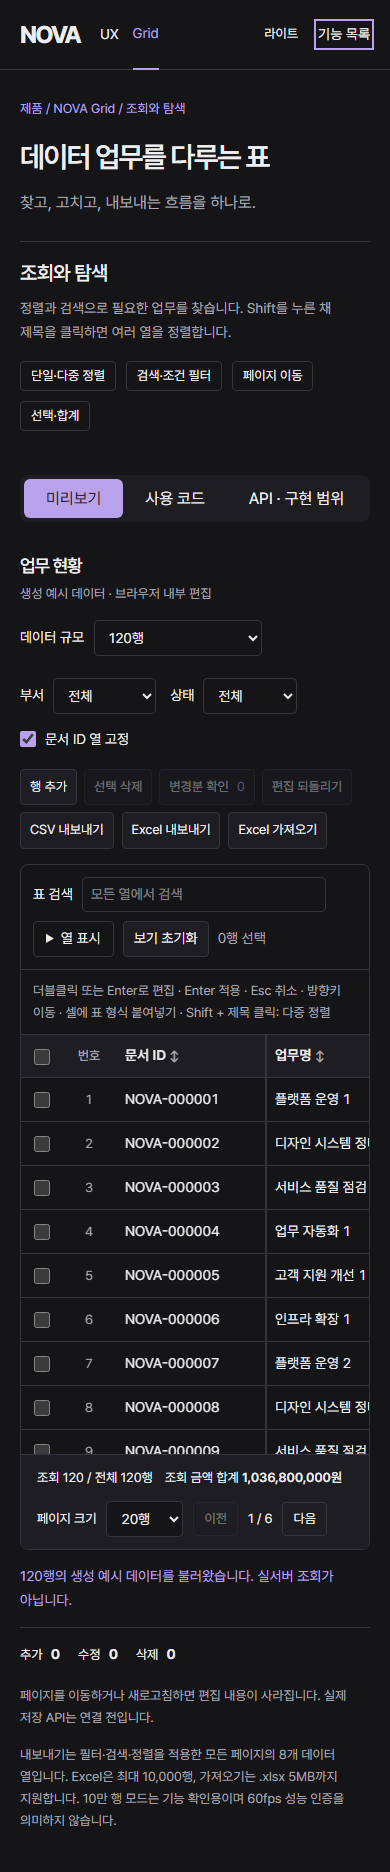 NOVA UX Grid 라이트 기능 목록
제품 / NOVA Grid / 조회와 탐색
데이터 업무를 다루는 표
찾고, 고치고, 내보내는 흐름을 하나로.
조회와 탐색
정렬과 검색으로 필요한 업무를 찾습니다. Shift를 누른 채
제목을 클릭하면 여러 열을 정렬합니다.
단일·다중 정렬 검색·조건 필터 페이지 이동
선택·합계
미리보기 사용 코드 API · 구현 범위
업무 현황
생성 예시 데이터 · 브라우저 내부 편집
데이터 규모 120행
부서 전체 상태 전체
문서 ID 열 고정
행 추가 선택 삭제 변경분 확인 0 편집 되돌리기
CSV 내보내기 Excel 내보내기 Excel 가져오기
표 검색 모든 열에서 검색
▶ 열 표시 보기 초기화 0행 선택
더블클릭 또는 Enter로 편집 · Enter 적용 · Esc 취소 · 방향키
이동 · 셀에 표 형식 붙여넣기 · Shift + 제목 클릭: 다중 정렬
번호 문서 ID ↕ 업무명 ↕
1 NOVA-000001 플랫폼 운영 1
2 NOVA-000002 디자인 시스템
3 NOVA-000003 서비스 품질 점검
4 NOVA-000004 업무 자동화 1
5 NOVA-000005 고객 지원 개선 1
6 NOVA-000006 인프라 확장 1
7 NOVA-000007 플랫폼 운영 2
8 NOVA-000008 디자인 시스템
9 NOVA-000009 서비스 품질 점검
조회 120 / 전체 120행 조회 금액 합계 1,036,800,000원
페이지 크기 20행 이전 1 / 6 다음
120행의 생성 예시 데이터를 불러왔습니다. 실서버 조회가
아닙니다.
추가 0 수정 0 삭제 0
페이지를 이동하거나 새로고침하면 편집 내용이 사라집니다. 실제
저장 API는 연결 전입니다.
내보내기는 필터·검색·정렬을 적용한 모든 페이지의 8개 데이터
열입니다. Excel은 최대 10,000행, 가져오기는 .xlsx 5MB까지
지원합니다. 10만 행 모드는 기능 확인용이며 60fps 성능 인증을
의미하지 않습니다.